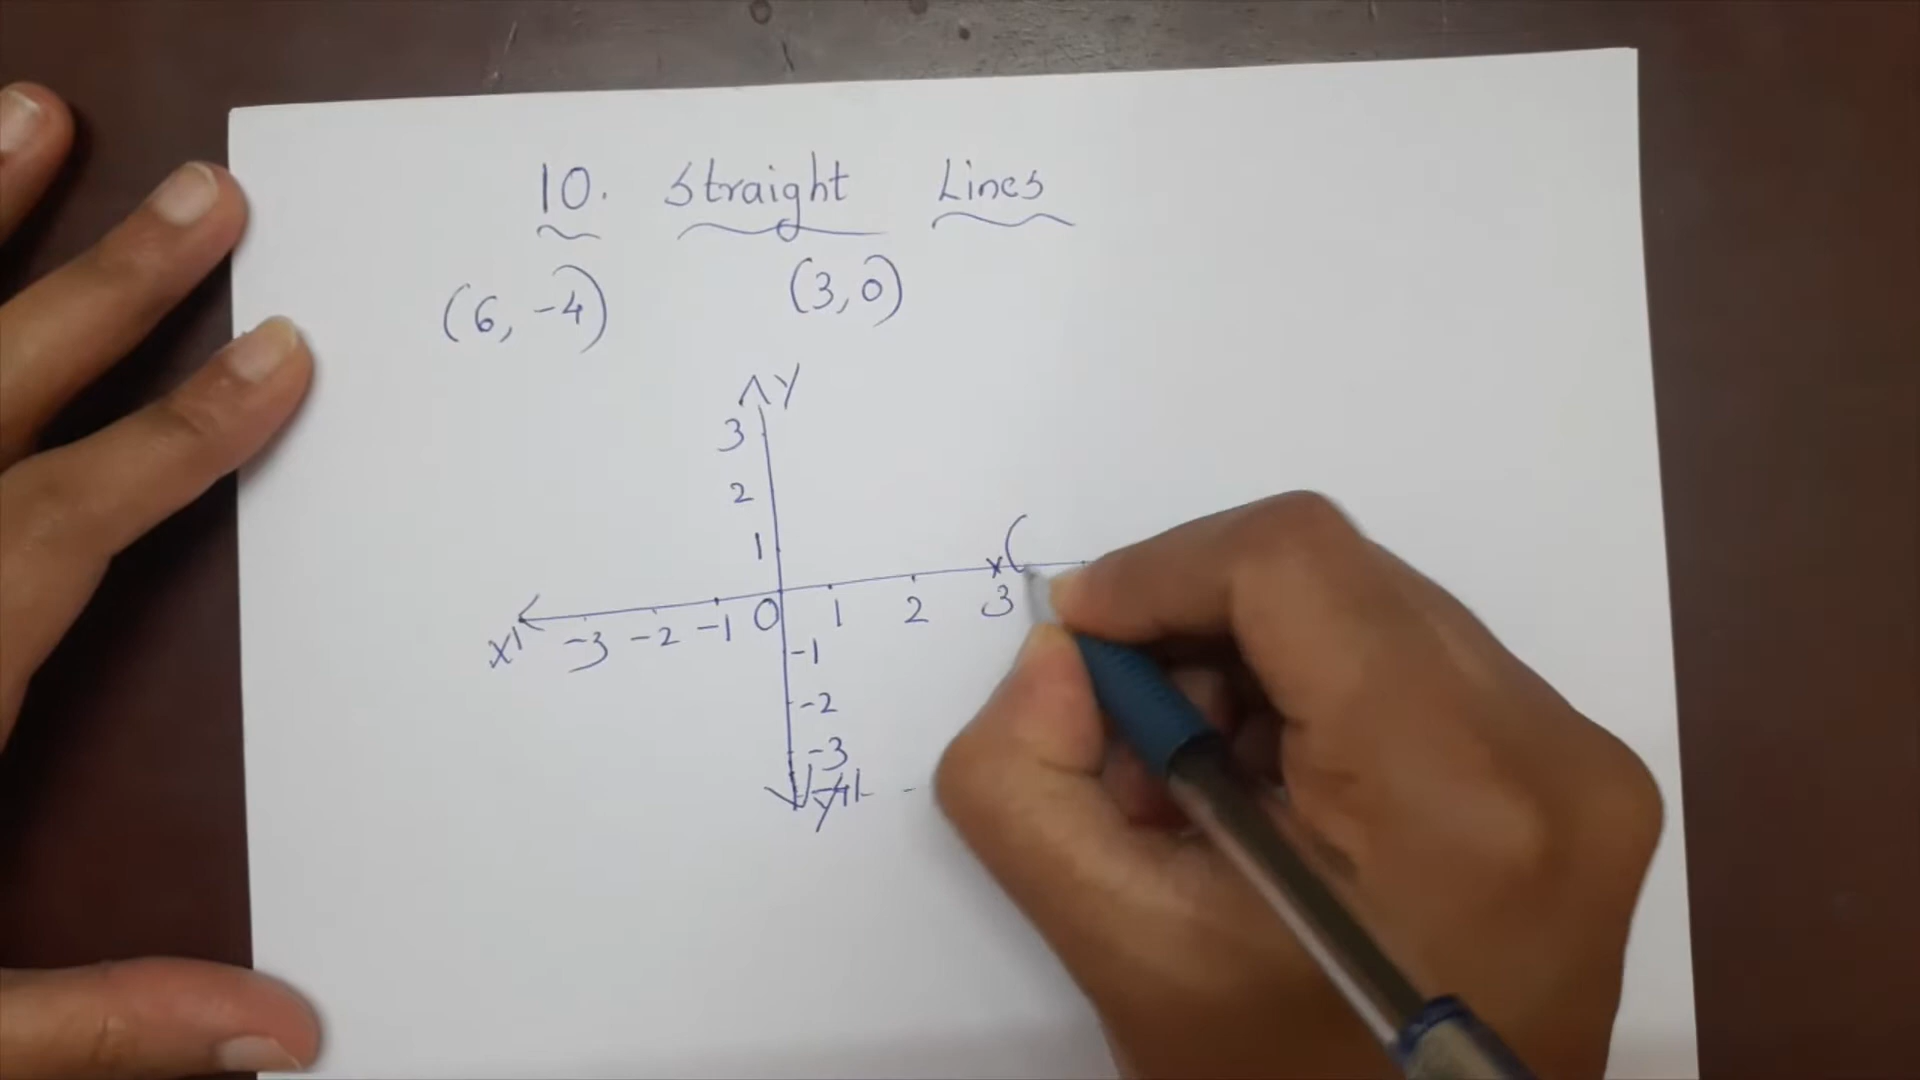 10. Straight Lines
(6, -4) (3, 0)
Y
3
2
1
x (
X' -3 -2 -1 0 1 2 3
-1
-2
-3
Y' -